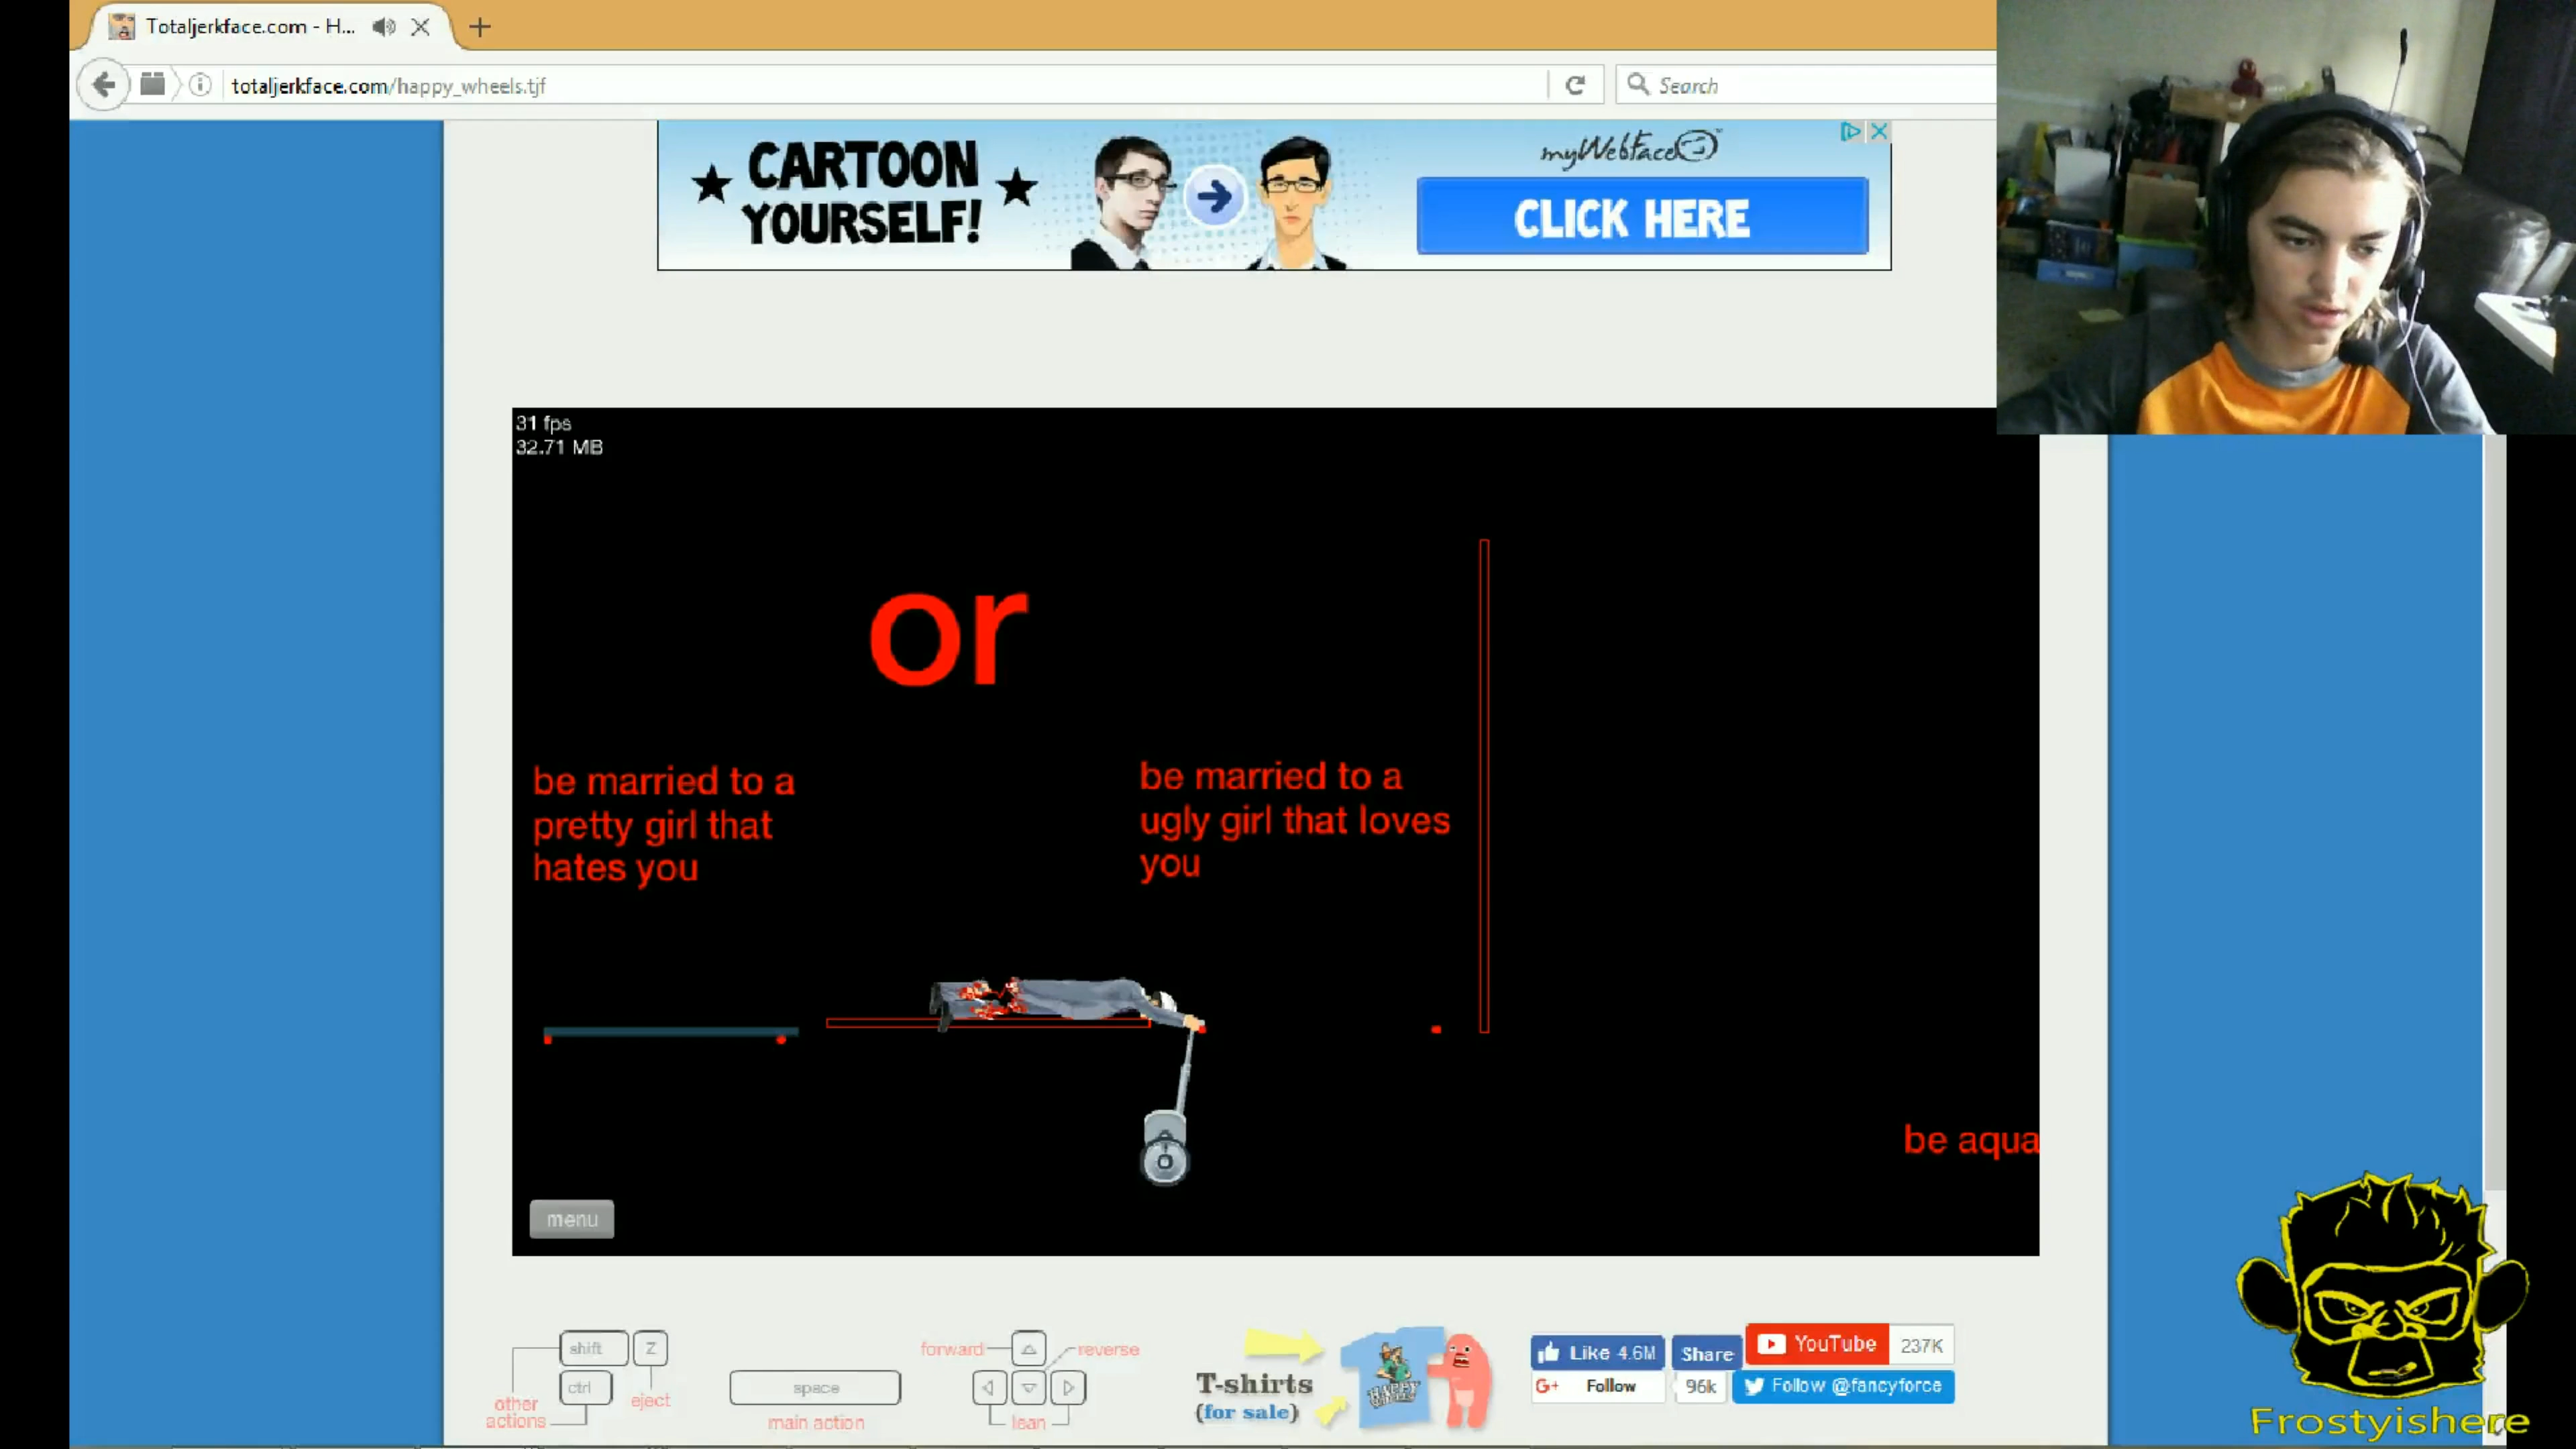 Totaljerkface.com - H...
totaljerkface.com/happy_wheels.tjf
Search
CARTOON
YOURSELF!
myWebFace
CLICK HERE
31 fps
32.71 MB
or
be married to a
pretty girl that
hates you
be married to a
ugly girl that loves
you
be aqua
menu
shift
Z
ctrl
eject
other
actions
space
main action
forward
reverse
lean
T-shirts
(for sale)
HAPPY
Like 4.6M
Share
YouTube
237K
G+ Follow
96k
Follow @fancyforce
Frostyishere